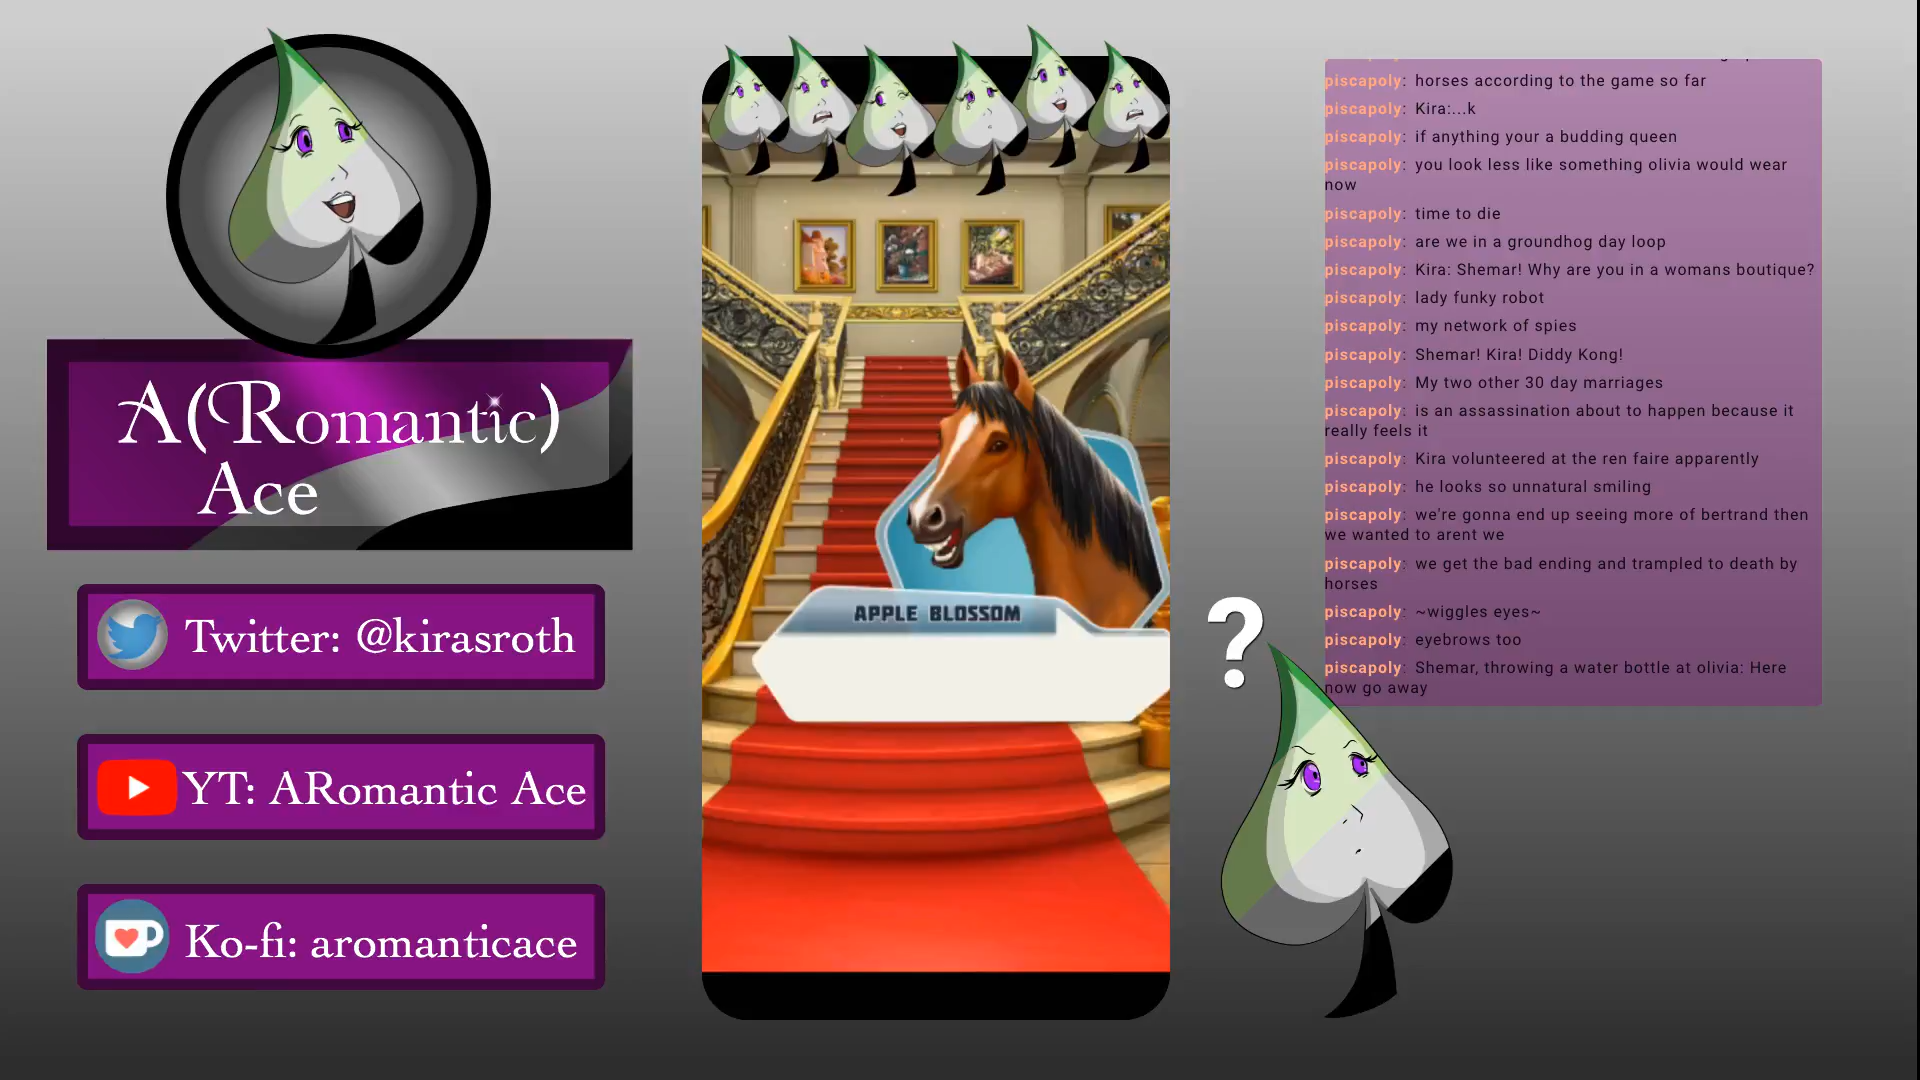 A(Romantic)
Ace
Twitter: @kirasroth
YT: ARomantic Ace
Ko-fi: aromanticace
APPLE BLOSSOM
?
piscapoly: horses according to the game so far
piscapoly: Kira:...k
piscapoly: if anything your a budding queen
piscapoly: you look less like something olivia would wear
now
piscapoly: time to die
piscapoly: are we in a groundhog day loop
piscapoly: Kira: Shemar! Why are you in a womans boutique?
piscapoly: lady funky robot
piscapoly: my network of spies
piscapoly: Shemar! Kira! Diddy Kong!
piscapoly: My two other 30 day marriages
piscapoly: is an assassination about to happen because it
really feels it
piscapoly: Kira volunteered at the ren faire apparently
piscapoly: he looks so unnatural smiling
piscapoly: we're gonna end up seeing more of bertrand then
we wanted to arent we
piscapoly: we get the bad ending and trampled to death by
horses
piscapoly: ~wiggles eyes~
piscapoly: eyebrows too
piscapoly: Shemar, throwing a water bottle at olivia: Here
now go away